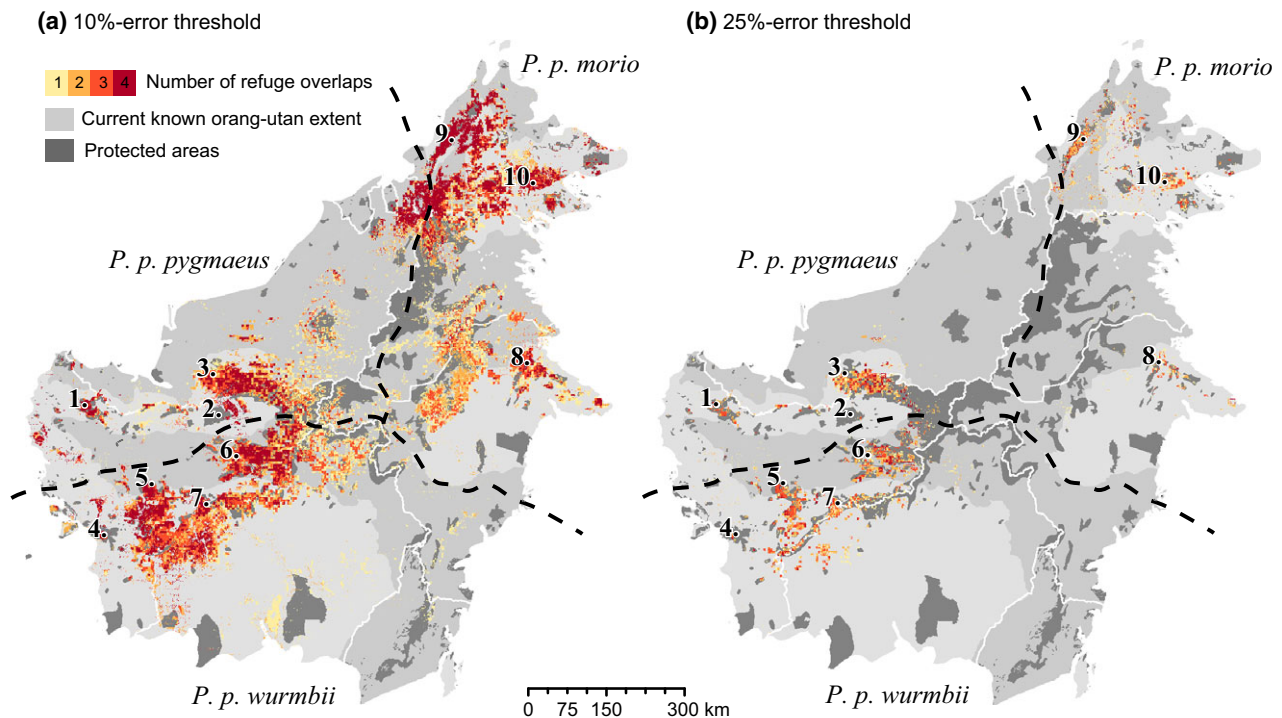 (a) 10%-error threshold
1 2 3 4 Number of refuge overlaps
Current known orang-utan extent
Protected areas
P. p. morio
9.
10.
P. p. pygmaeus
8.
3.
1.
2.
6.
5.
7.
4.
P. p. wurmbii
(b) 25%-error threshold
P. p. morio
9.
10.
P. p. pygmaeus
8.
3.
1.
2.
6.
5.
7.
4.
P. p. wurmbii
0 75 150 300 km